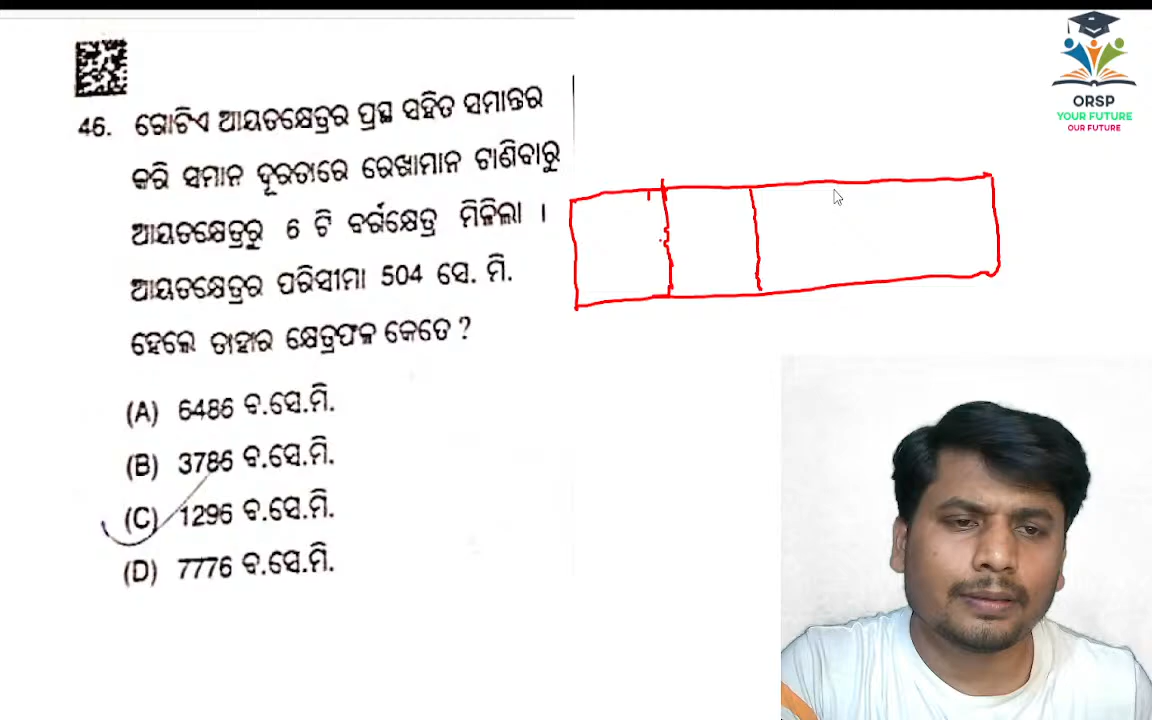 46. ଗୋଟିଏ ଆୟତକ୍ଷେତ୍ରର ପ୍ରସ୍ଥ ସହିତ ସମାନ୍ତର
କରି ସମାନ ଦୂରତାରେ ରେଖାମାନ ଟାଣିବାରୁ
ଆୟତକ୍ଷେତ୍ରରୁ 6 ଟି ବର୍ଗକ୍ଷେତ୍ର ମିଳିଲା ।
ଆୟତକ୍ଷେତ୍ରର ପରିସୀମା 504 ସେ. ମି.
ହେଲେ ତାହାର କ୍ଷେତ୍ରଫଳ କେତେ ?
(A) 6486 ବ.ସେ.ମି.
(B) 3786 ବ.ସେ.ମି.
(C) 1296 ବ.ସେ.ମି.
(D) 7776 ବ.ସେ.ମି.
ORSP
YOUR FUTURE
OUR FUTURE